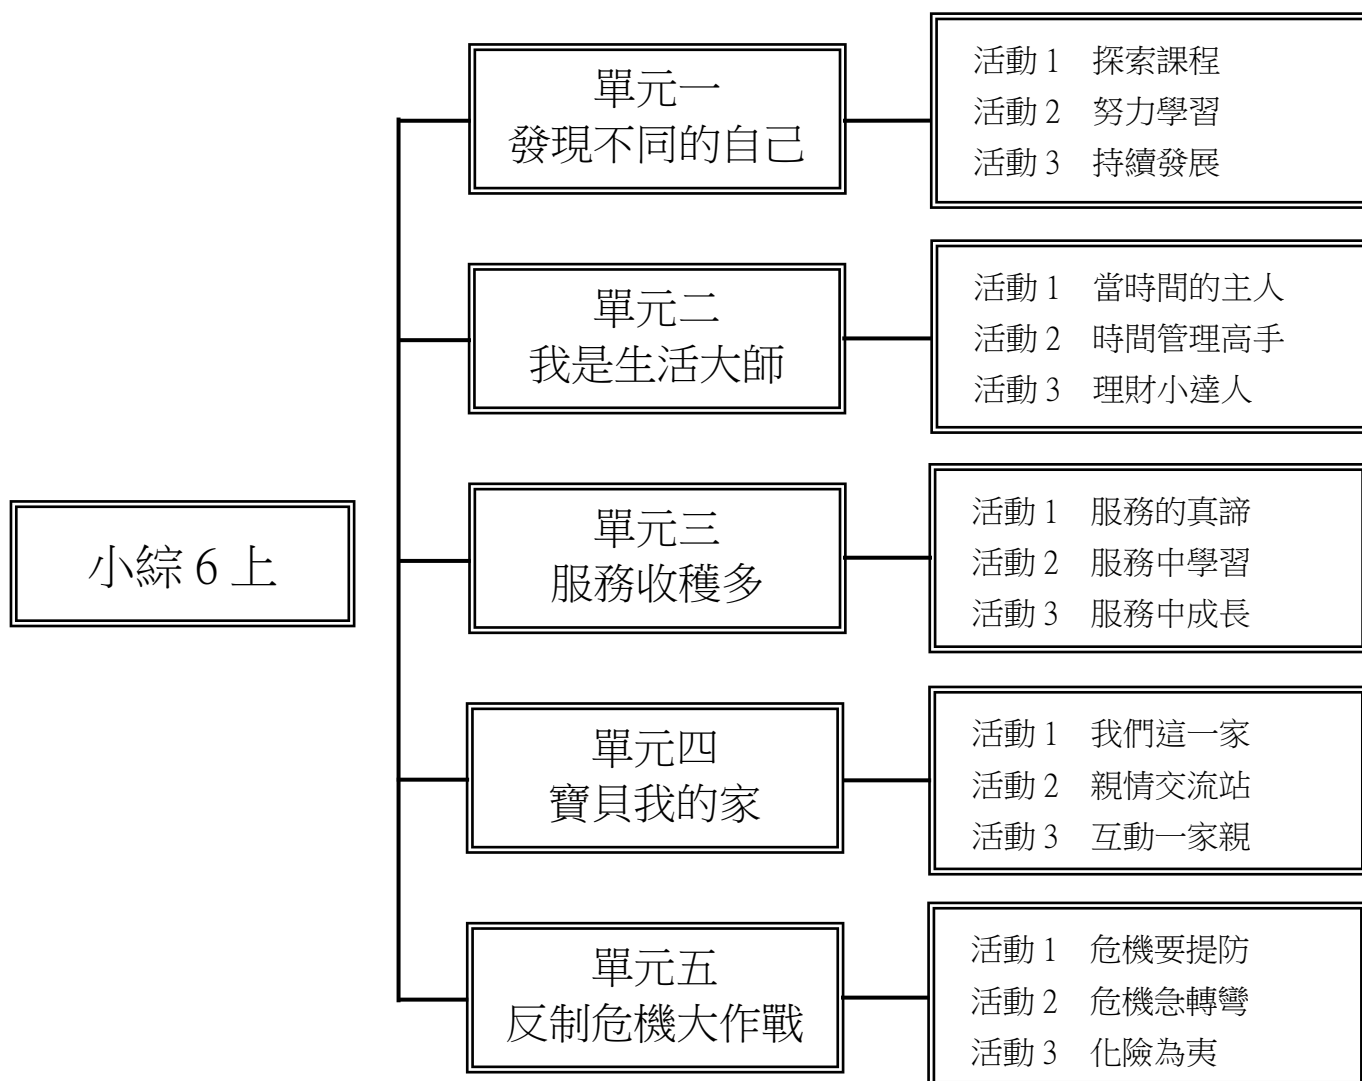 小綜 6 上
單元一
發現不同的自己
活動 1　探索課程
活動 2　努力學習
活動 3　持續發展
單元二
我是生活大師
活動 1　當時間的主人
活動 2　時間管理高手
活動 3　理財小達人
單元三
服務收穫多
活動 1　服務的真諦
活動 2　服務中學習
活動 3　服務中成長
單元四
寶貝我的家
活動 1　我們這一家
活動 2　親情交流站
活動 3　互動一家親
單元五
反制危機大作戰
活動 1　危機要提防
活動 2　危機急轉彎
活動 3　化險為夷